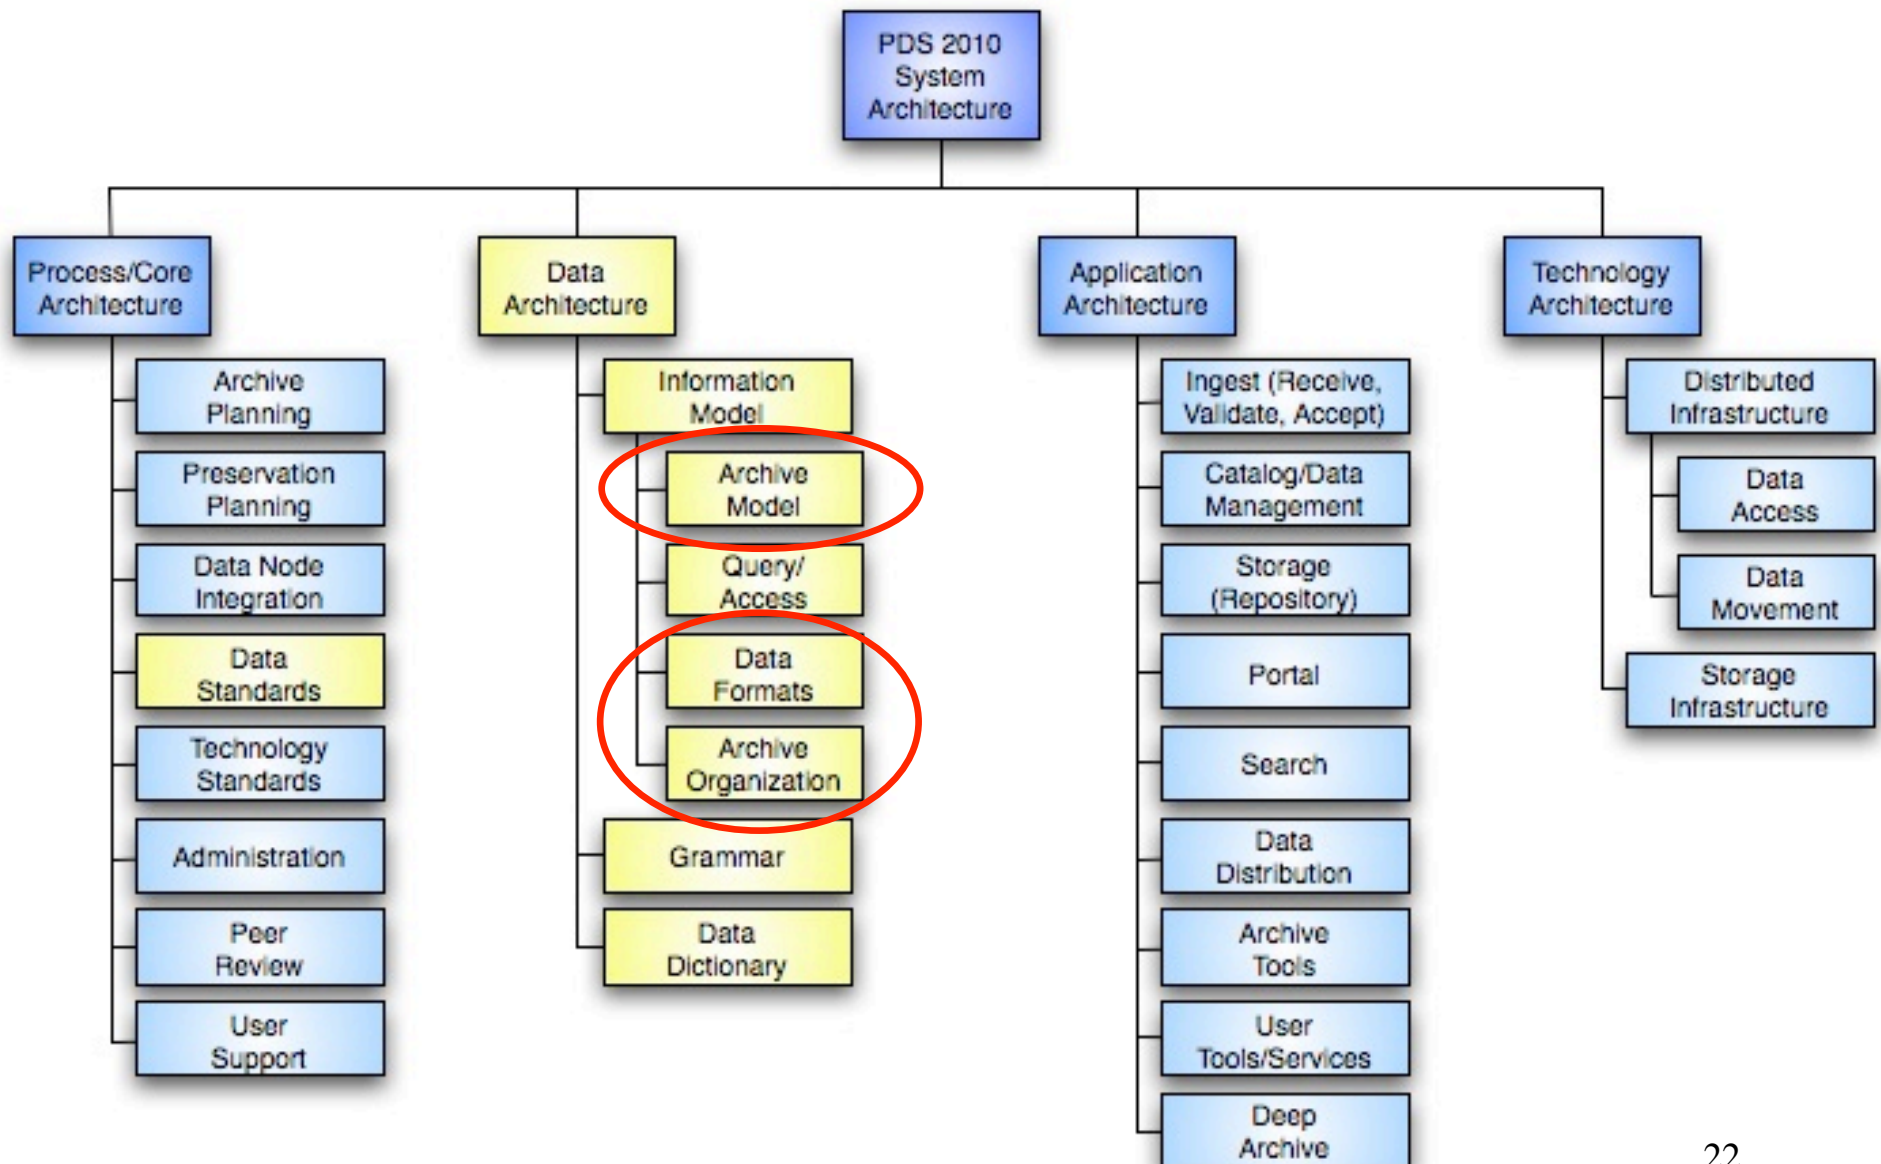 PDS 2010
System
Architecture
Process/Core
Architecture
Archive
Planning
Preservation
Planning
Data Node
Integration
Data
Standards
Technology
Standards
Administration
Peer
Review
User
Support
Data
Architecture
Information
Model
Archive
Model
Query/
Access
Data
Formats
Archive
Organization
Grammar
Data
Dictionary
Application
Architecture
Ingest (Receive,
Validate, Accept)
Catalog/Data
Management
Storage
(Repository)
Portal
Search
Data
Distribution
Archive
Tools
User
Tools/Services
Deep
Archive
Technology
Architecture
Distributed
Infrastructure
Data
Access
Data
Movement
Storage
Infrastructure
22